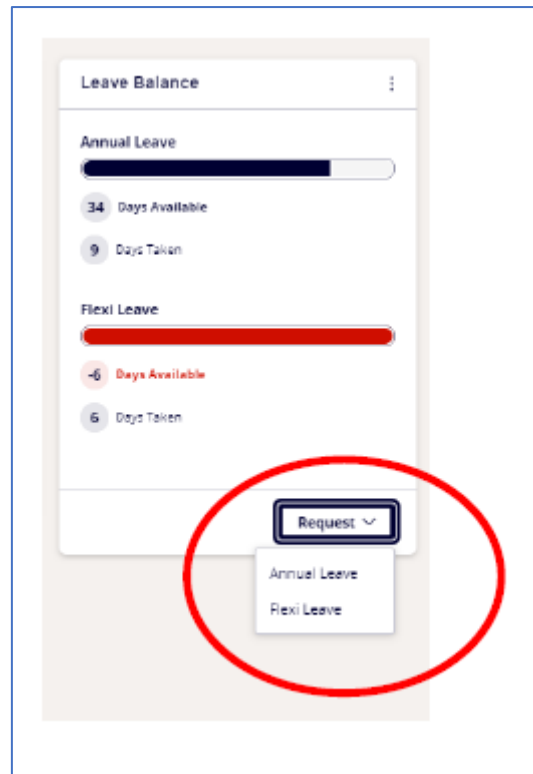 Leave Balance
Annual Leave
34 Days Available
9 Days Taken
Flexi Leave
-6 Days Available
6 Days Taken
Request
Annual Leave
Flexi Leave